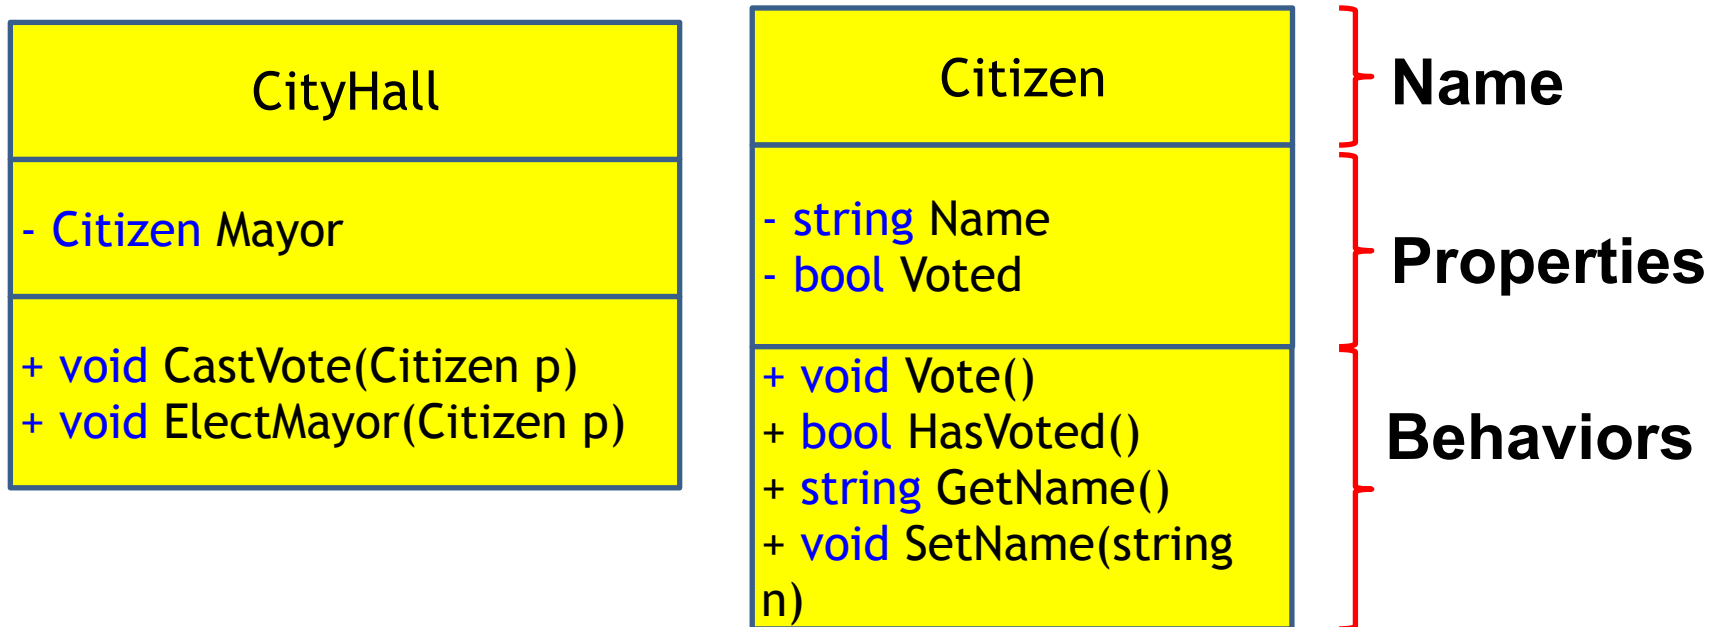 CityHall
- Citizen Mayor
+ void CastVote(Citizen p)
+ void ElectMayor(Citizen p)
Citizen
- string Name
- bool Voted
+ void Vote()
+ bool HasVoted()
+ string GetName()
+ void SetName(string
n)
Name
Properties
Behaviors